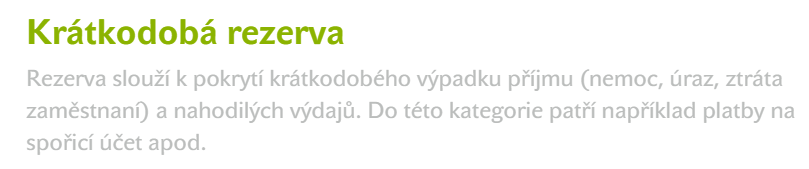 Krátkodobá rezerva
Rezerva slouží k pokrytí krátkodobého výpadku příjmu (nemoc, úraz, ztráta
zaměstnaní) a nahodilých výdajů. Do této kategorie patří například platby na
spořicí účet apod.